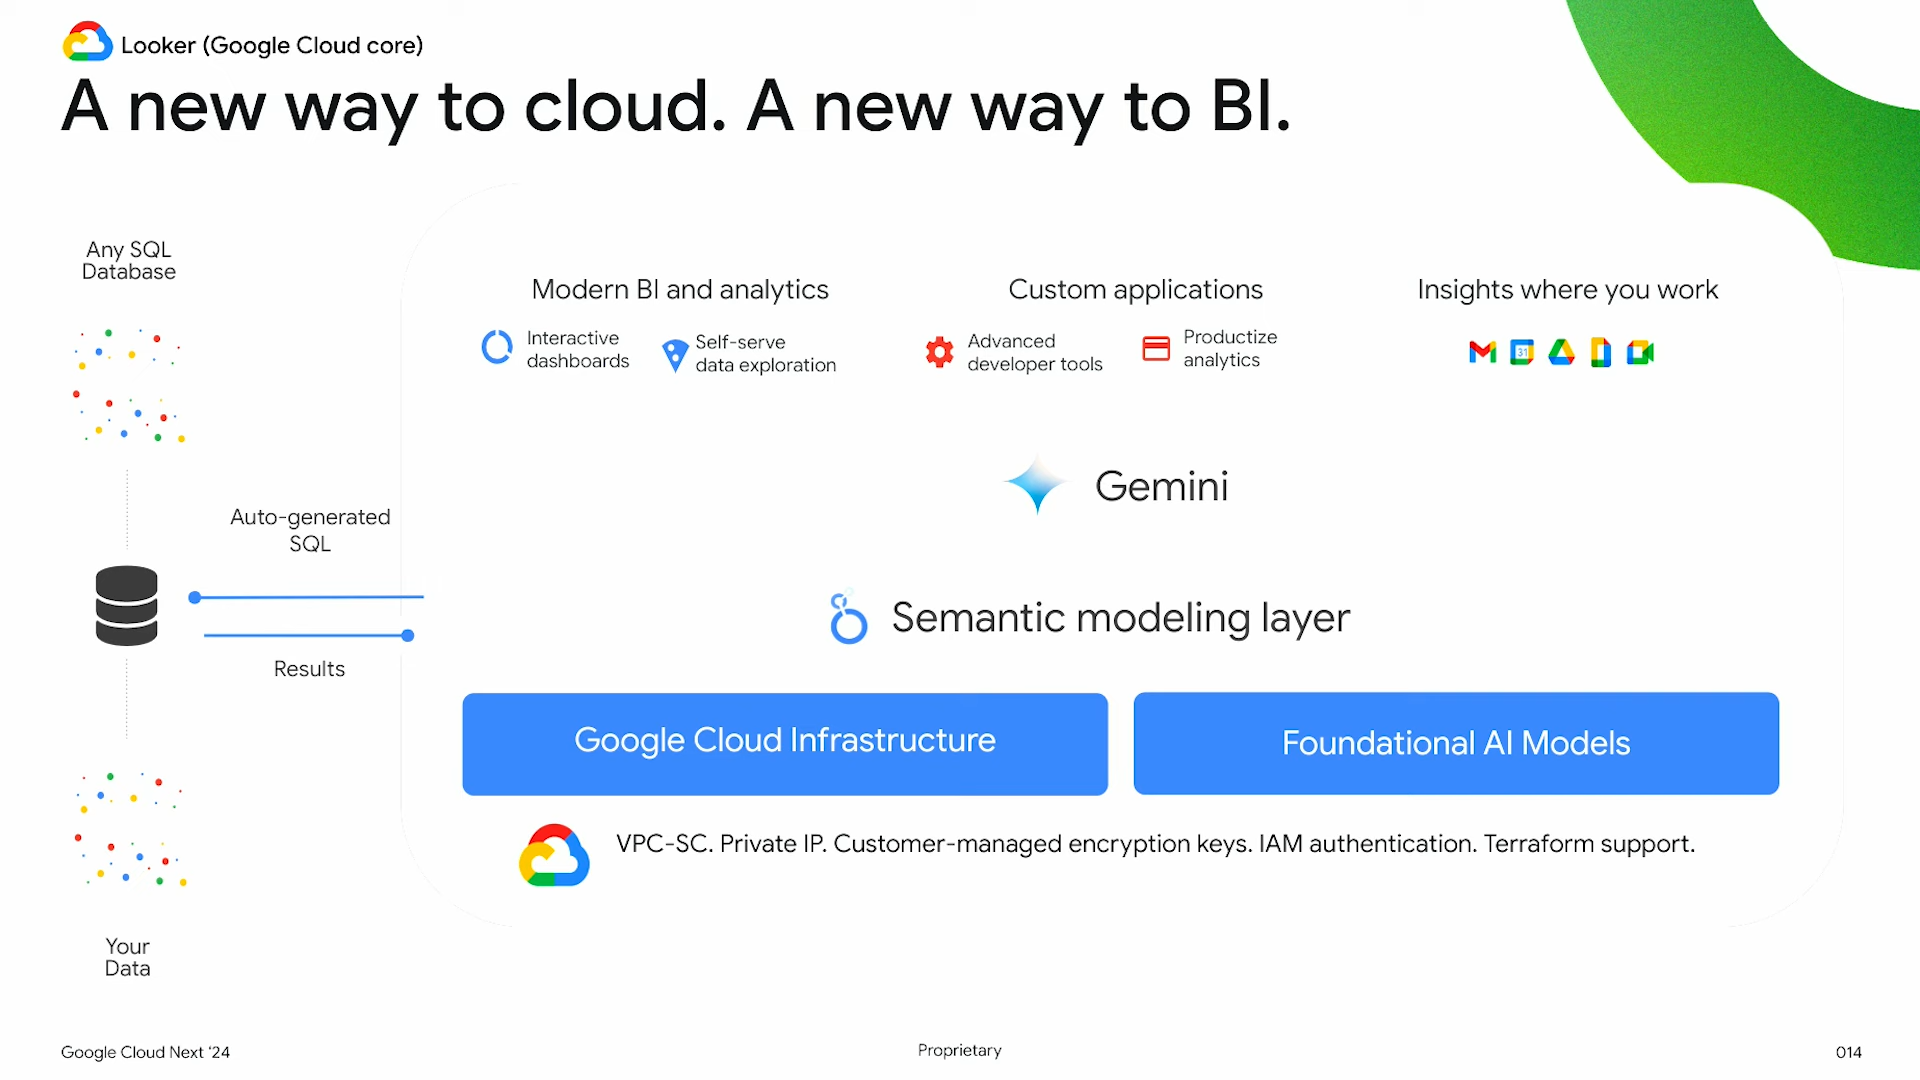 Looker (Google Cloud core)
A new way to cloud. A new way to BI.
Any SQL
Database
Auto-generated
SQL
Results
Your
Data
Modern BI and analytics
Interactive
dashboards
Self-serve
data exploration
Custom applications
Advanced
developer tools
Productize
analytics
Insights where you work
31
Gemini
Semantic modeling layer
Google Cloud Infrastructure
Foundational AI Models
VPC-SC. Private IP. Customer-managed encryption keys. IAM authentication. Terraform support.
Google Cloud Next ‘24
Proprietary
014